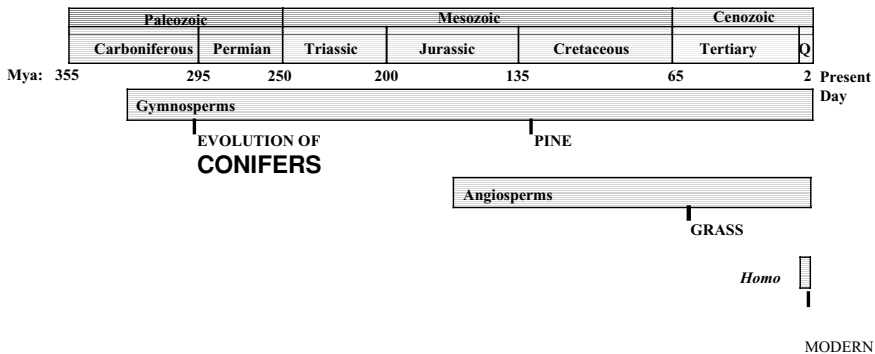 Paleozoic Mesozoic Cenozoic
Carboniferous Permian Triassic Jurassic Cretaceous Tertiary Q
Mya: 355 295 250 200 135 65 2 Present
Day
Gymnosperms
EVOLUTION OF PINE
CONIFERS
Angiosperms
GRASS
Homo
MODERN